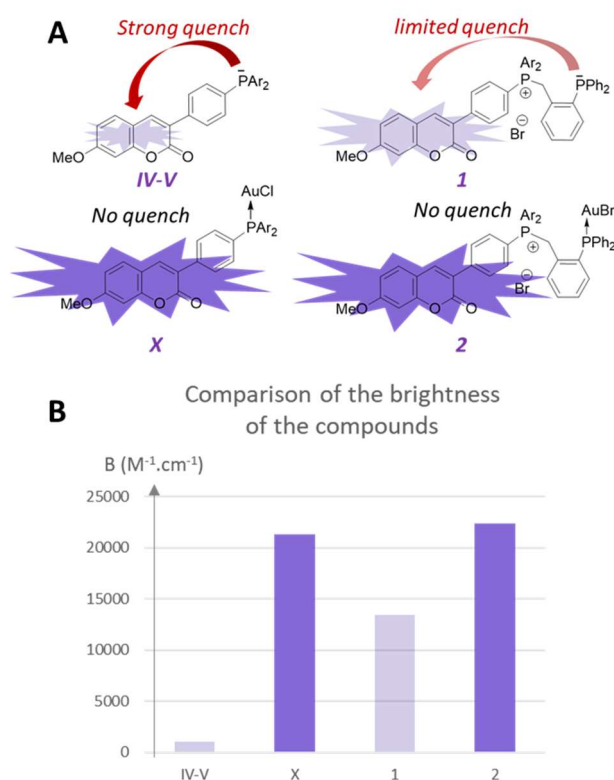 A
Strong quench
limited quench
PAr2
Ar2
P
⊕
PPh2
⊖
Br
MeO
O
O
IV-V
MeO
O
O
1
AuCl
No quench
PAr2
No quench
Ar2
P
⊕
AuBr
PPh2
⊖
Br
MeO
O
O
X
MeO
O
O
2
B
Comparison of the brightness
of the compounds
B (M-1.cm-1)
25000
20000
15000
10000
5000
0
IV-V
X
1
2